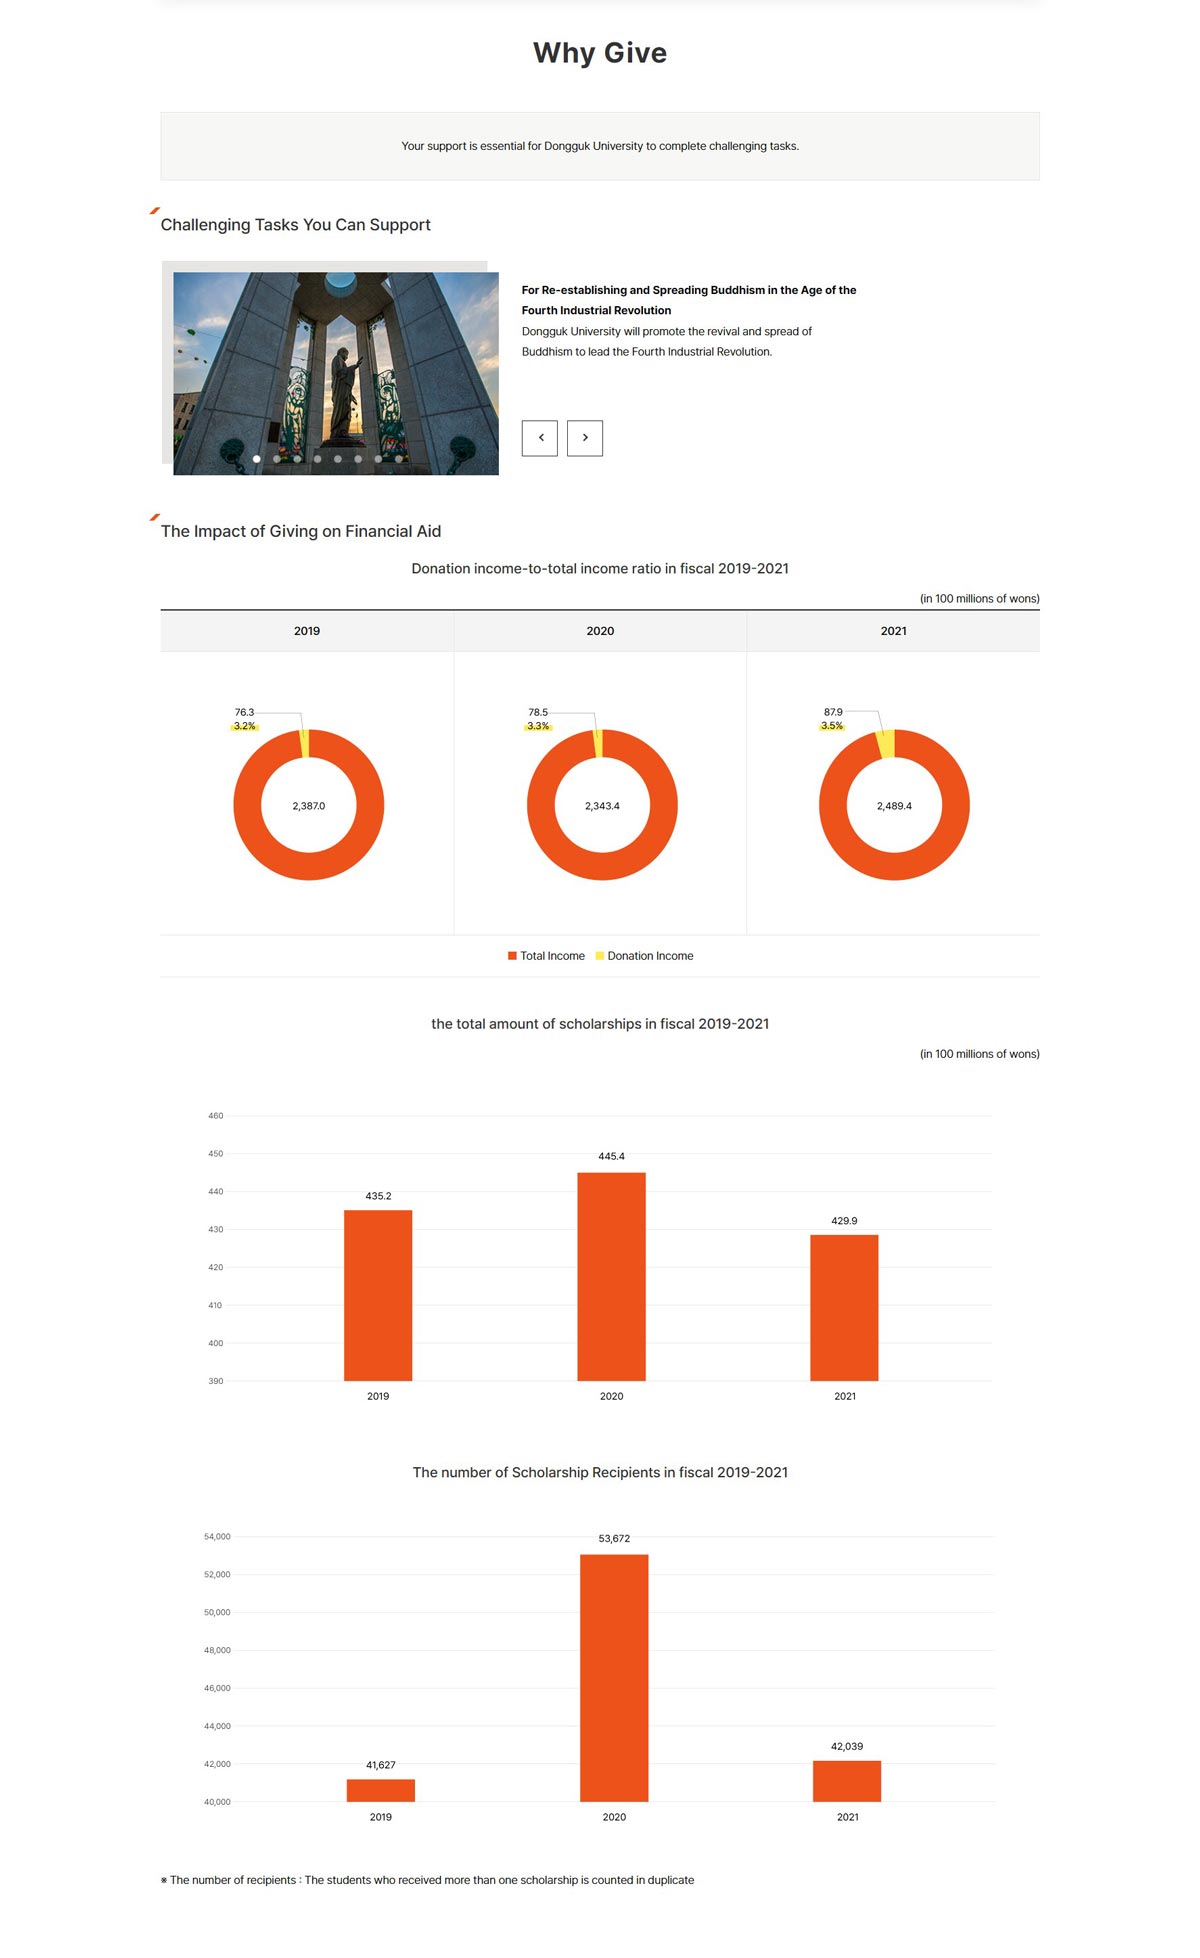 Why Give
Your support is essential for Dongguk University to complete challenging tasks.
Challenging Tasks You Can Support
For Re-establishing and Spreading Buddhism in the Age of the
Fourth Industrial Revolution
Dongguk University will promote the revival and spread of
Buddhism to lead the Fourth Industrial Revolution.
The Impact of Giving on Financial Aid
Donation income-to-total income ratio in fiscal 2019-2021
(in 100 millions of wons)
2019 2020 2021
76.3 78.5 87.9
3.2% 3.3% 3.5%
2,387.0 2,343.4 2,489.4
Total Income Donation Income
the total amount of scholarships in fiscal 2019-2021
(in 100 millions of wons)
460
450
445.4
440
435.2
430
429.9
420
410
400
390
2019 2020 2021
The number of Scholarship Recipients in fiscal 2019-2021
54,000
53,672
52,000
50,000
48,000
46,000
44,000
42,039
42,000
41,627
40,000
2019 2020 2021
※ The number of recipients : The students who received more than one scholarship is counted in duplicate